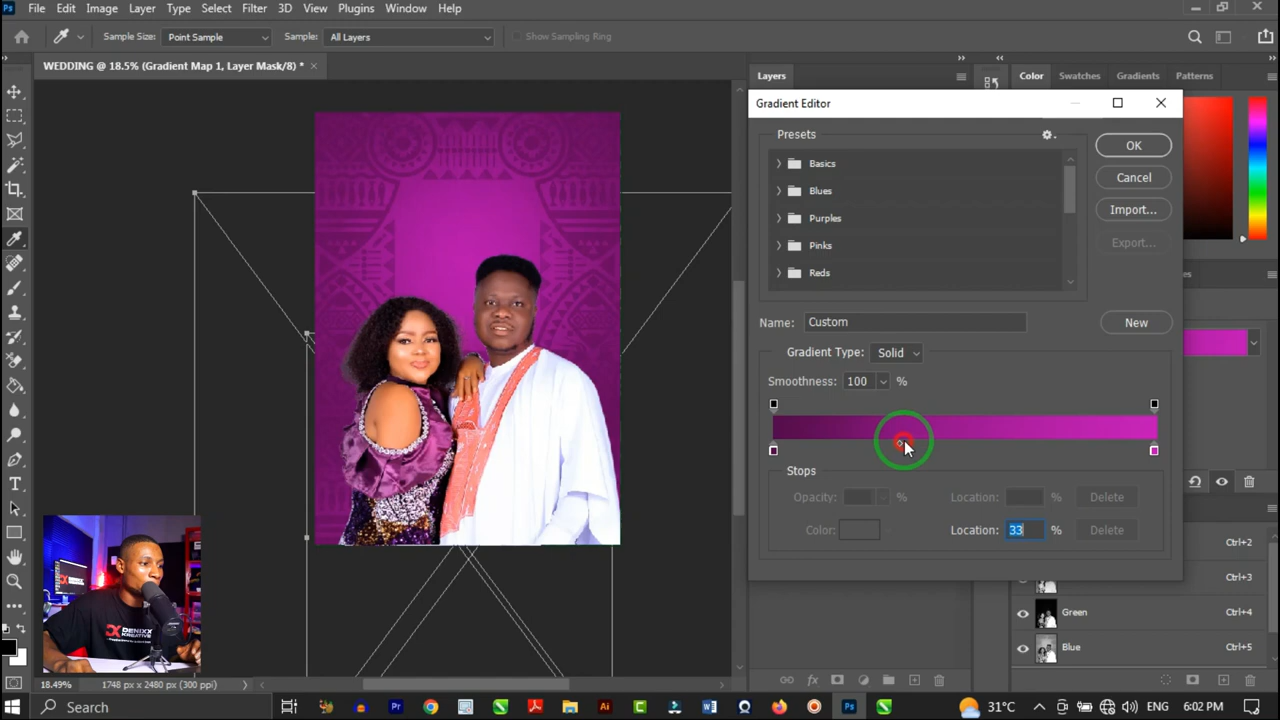 Ps File Edit Image Layer Type Select Filter 3D View Plugins Window Help
Sample Size: Point Sample Sample: All Layers Show Sampling Ring
WEDDING @ 18.5% (Gradient Map 1, Layer Mask/8) * ×
Layers
Color Swatches Gradients Patterns
Gradient Editor
Presets
Basics
Blues
Purples
Pinks
Reds
OK
Cancel
Import...
Export...
Name: Custom
New
Gradient Type: Solid
Smoothness: 100 %
Stops
Opacity: % Location: % Delete
Color: Location: 33 % Delete
Ctrl+2
Ctrl+3
Green Ctrl+4
Blue Ctrl+5
DENIXX
KREATIVE
18.49% 1748 px x 2480 px (300 ppi)
Search
31°C ENG 6:02 PM